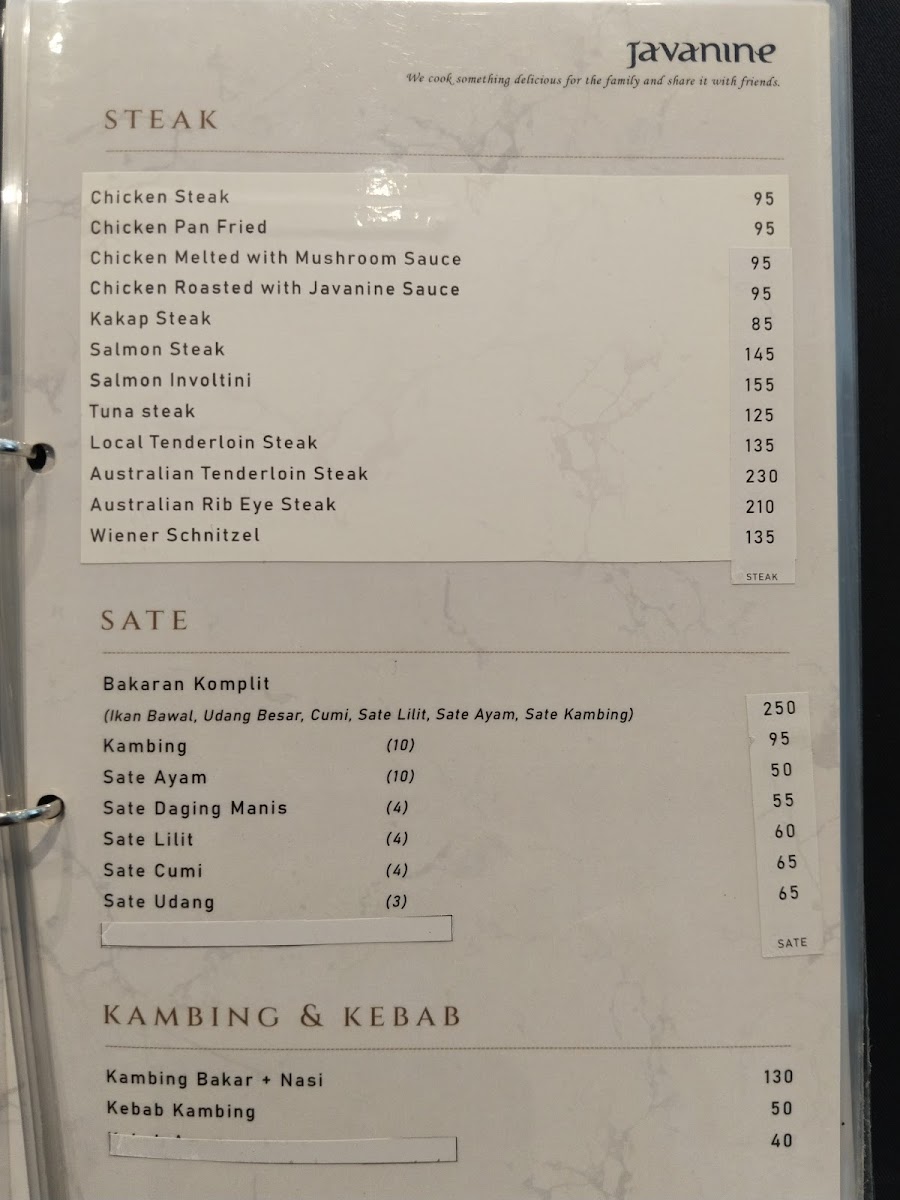 Javanine
We cook something delicious for the family and share it with friends.
STEAK
Chicken Steak 95
Chicken Pan Fried 95
Chicken Melted with Mushroom Sauce 95
Chicken Roasted with Javanine Sauce 95
Kakap Steak 85
Salmon Steak 145
Salmon Involtini 155
Tuna steak 125
Local Tenderloin Steak 135
Australian Tenderloin Steak 230
Australian Rib Eye Steak 210
Wiener Schnitzel 135
STEAK
SATE
Bakaran Komplit
(Ikan Bawal, Udang Besar, Cumi, Sate Lilit, Sate Ayam, Sate Kambing) 250
Kambing (10) 95
Sate Ayam (10) 50
Sate Daging Manis (4) 55
Sate Lilit (4) 60
Sate Cumi (4) 65
Sate Udang (3) 65
SATE
KAMBING & KEBAB
Kambing Bakar + Nasi 130
Kebab Kambing 50
40